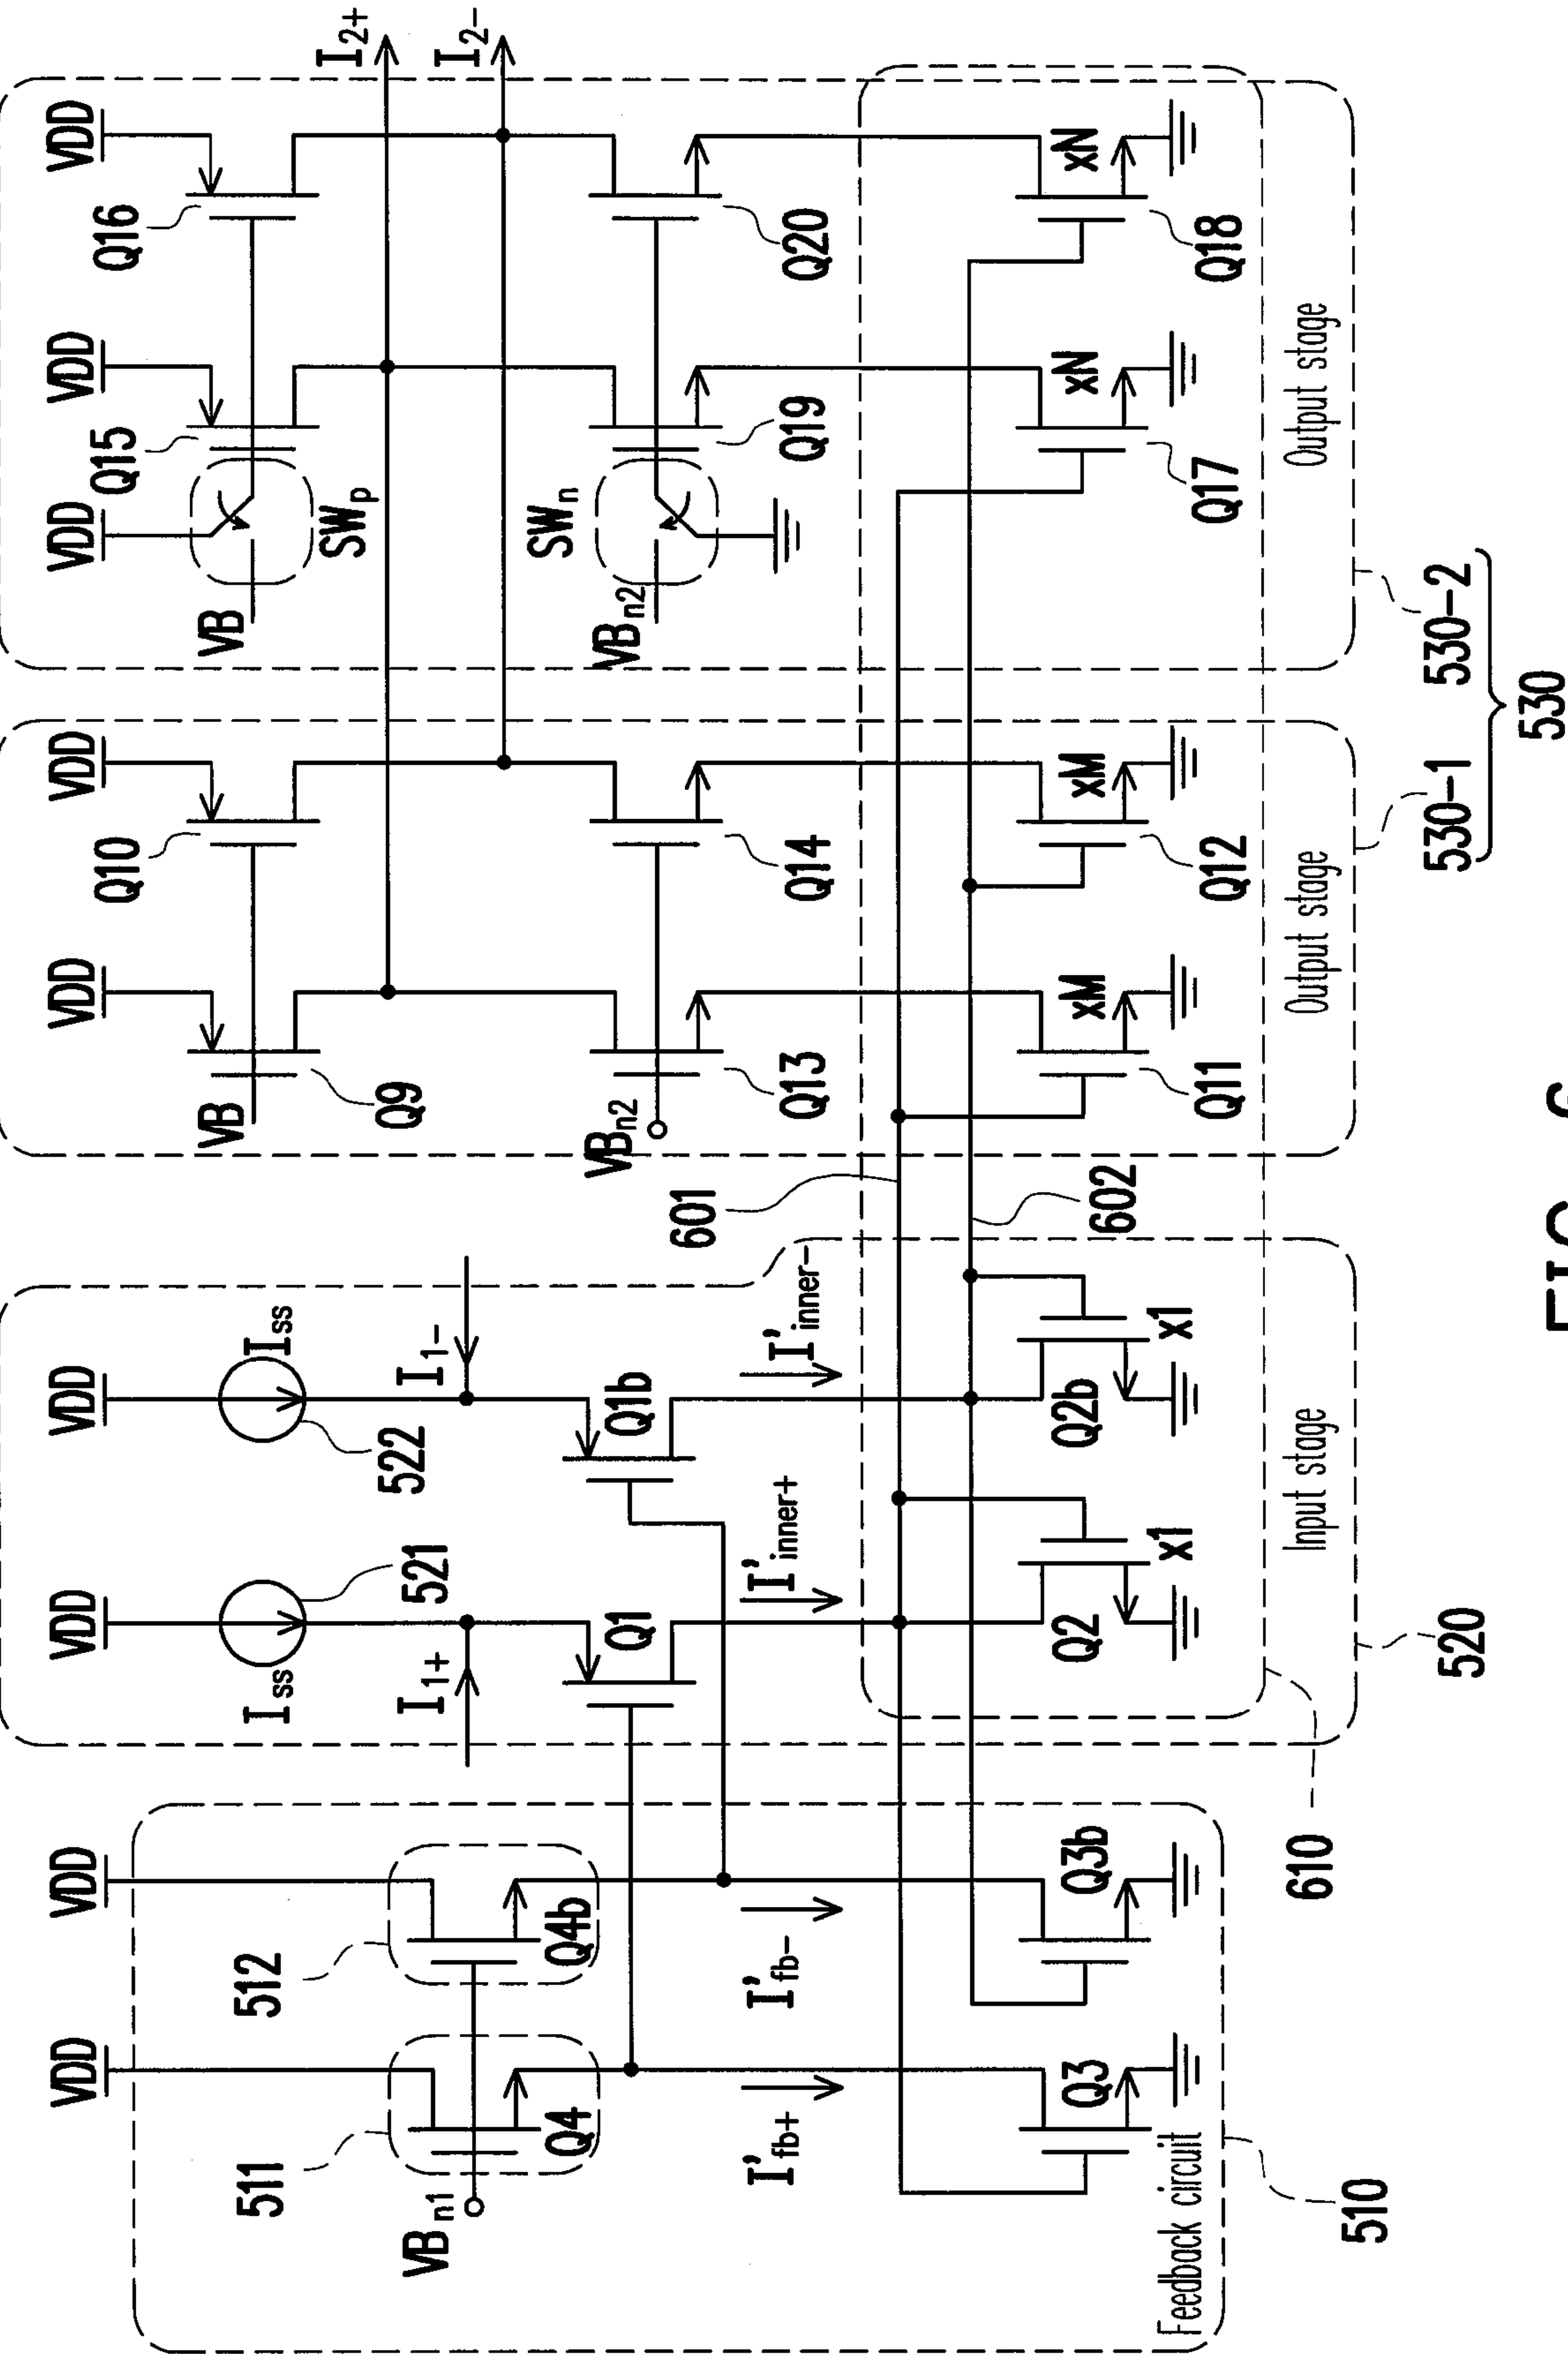 I2+
I2−
VDD
VDD
VDD
Q16
Q15
VB
SWp
SWn
VBn2
Q20
Q19
xN
xN
Q18
Q17
Output stage
530-2
VDD
VDD
Q10
VB
Q9
Q14
VBn2
Q13
xM
xM
Q12
Q11
Output stage
530-1
530
601
602
VDD
VDD
Iss
Iss
522
521
I1−
I1+
Q1b
Q1
I'inner−
I'inner+
Q2b
x1
Q2
x1
Input stage
520
610
VDD
VDD
512
511
Q4b
Q4
VBn1
I'fb−
I'fb+
Q3b
Q3
Feedback circuit
510